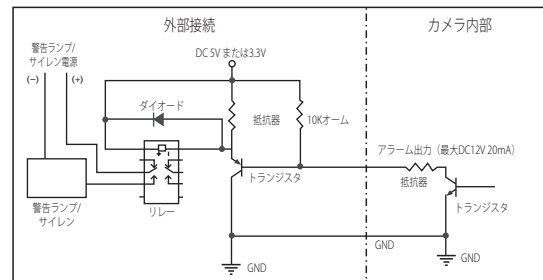 外部接続
カメラ内部
警告ランプ/
サイレン電源
(−)
(+)
DC 5V または3.3V
ダイオード
抵抗器
10Kオーム
アラーム出力（最大DC12V 20mA）
抵抗器
トランジスタ
トランジスタ
リレー
警告ランプ/
サイレン
GND
GND
GND